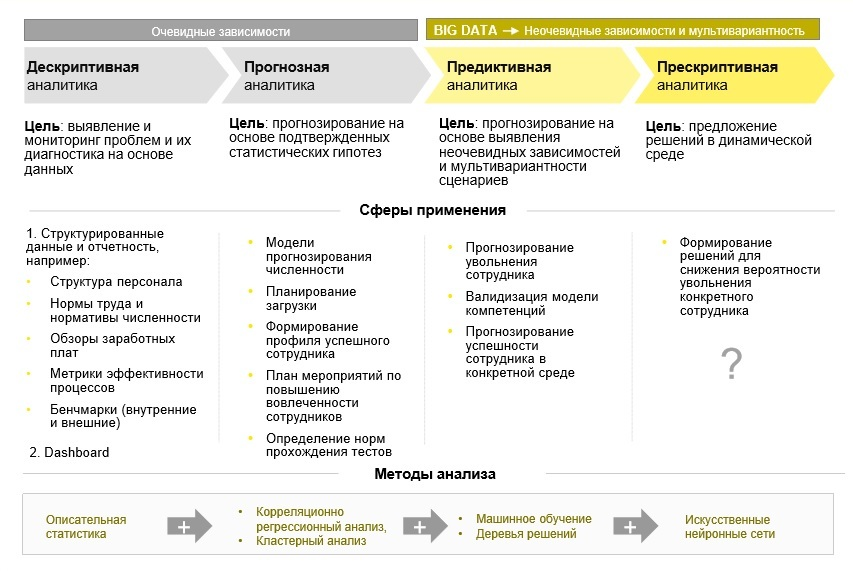 Очевидные зависимости
BIG DATA → Неочевидные зависимости и мультивариантность
Дескриптивная
аналитика
Прогнозная
аналитика
Предиктивная
аналитика
Прескриптивная
аналитика
Цель: выявление и
мониторинг проблем и их
диагностика на основе
данных
Цель: прогнозирование на
основе подтвержденных
статистических гипотез
Цель: прогнозирование на
основе выявления
неочевидных зависимостей
и мультивариантности
сценариев
Цель: предложение
решений в динамической
среде
Сферы применения
1. Структурированные
данные и отчетность,
например:
• Структура персонала
• Нормы труда и
нормативы численности
• Обзоры заработных
плат
• Метрики эффективности
процессов
• Бенчмарки (внутренние
и внешние)
2. Dashboard
• Модели
прогнозирования
численности
• Планирование
загрузки
• Формирование
профиля успешного
сотрудника
• План мероприятий по
повышению
вовлеченности
сотрудников
• Определение норм
прохождения тестов
• Прогнозирование
увольнения
сотрудника
• Валидизация модели
компетенций
• Прогнозирование
успешности
сотрудника в
конкретной среде
• Формирование
решений для
снижения вероятности
увольнения
конкретного
сотрудника
?
Методы анализа
Описательная
статистика
+
• Корреляционно
регрессионный анализ,
• Кластерный анализ
+
• Машинное обучение
• Деревья решений
+
Искусственные
нейронные сети